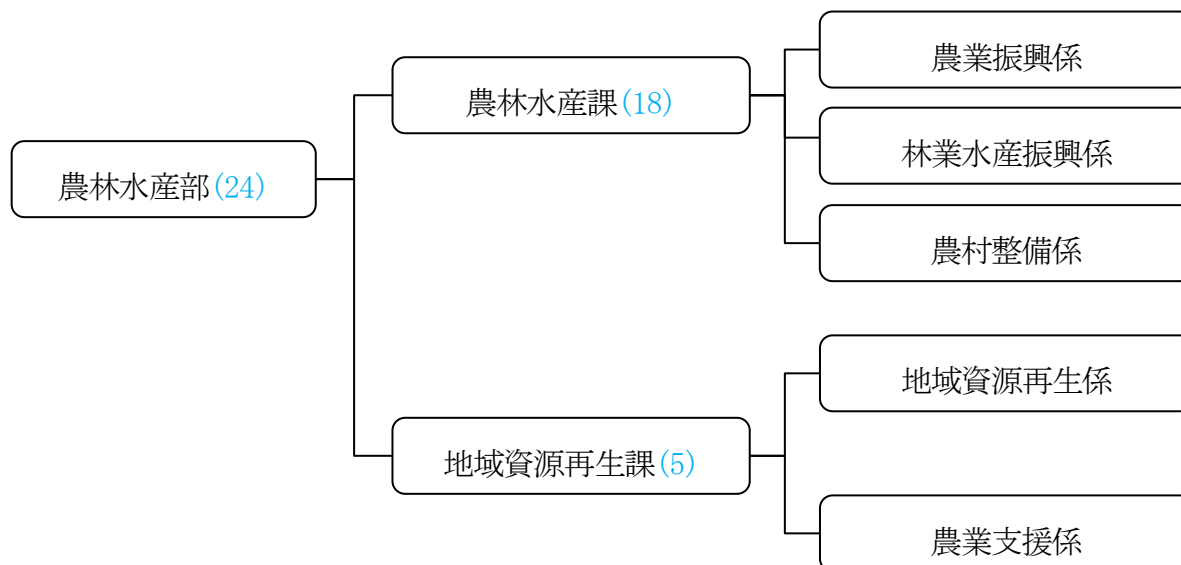 農林水産部(24)
農林水産課(18)
農業振興係
林業水産振興係
農村整備係
地域資源再生課(5)
地域資源再生係
農業支援係